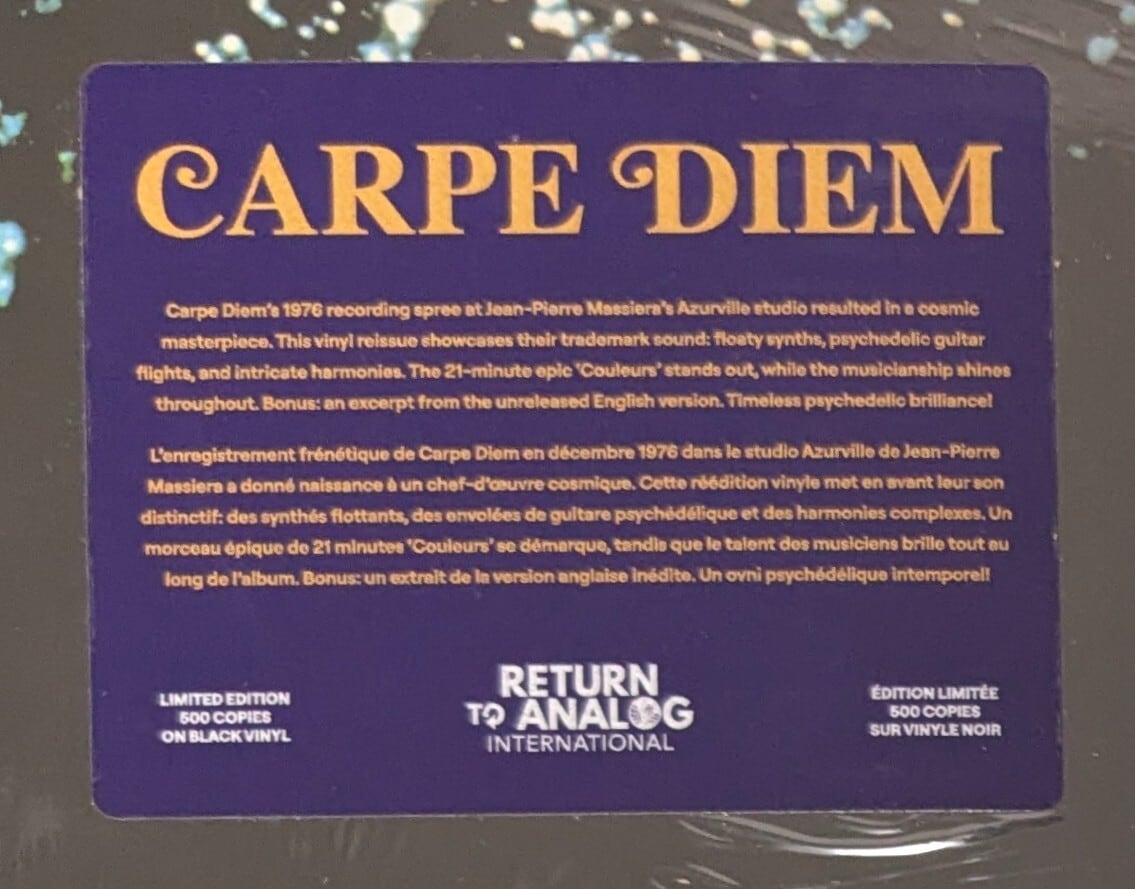 CARPE DIEM
Carpe Diem's 1976 recording spree at Jean-Pierre Massiera's Azurville studio resulted in a cosmic
masterpiece. This vinyl reissue showcases their trademark sound: floaty synths, psychedelic guitar
flights, and intricate harmonies. The 21-minute epic 'Couleurs' stands out, while the musicianship shines
throughout. Bonus: an excerpt from the unreleased English version. Timeless psychedelic brilliance!
L'enregistrement frénétique de Carpe Diem en décembre 1976 dans le studio Azurville de Jean-Pierre
Massiera a donné naissance à un chef-d'œuvre cosmique. Cette réédition vinyle met en avant leur son
distinctif: des synthés flottants, des envolées de guitare psychédélique et des harmonies complexes. Un
morceau épique de 21 minutes 'Couleurs' se démarque, tandis que le talent des musiciens brille tout au
long de l'album. Bonus: un extrait de la version anglaise inédite. Un ovni psychédélique intemporel!
LIMITED EDITION
500 COPIES
ON BLACK VINYL
RETURN
TO ANALOG
INTERNATIONAL
ÉDITION LIMITÉE
500 COPIES
SUR VINYLE NOIR